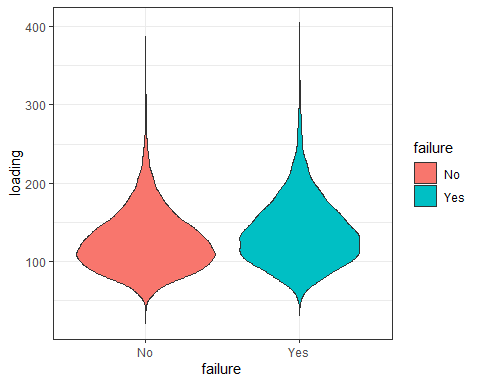 400
300
200
100
loading
No
Yes
failure
failure
No
Yes